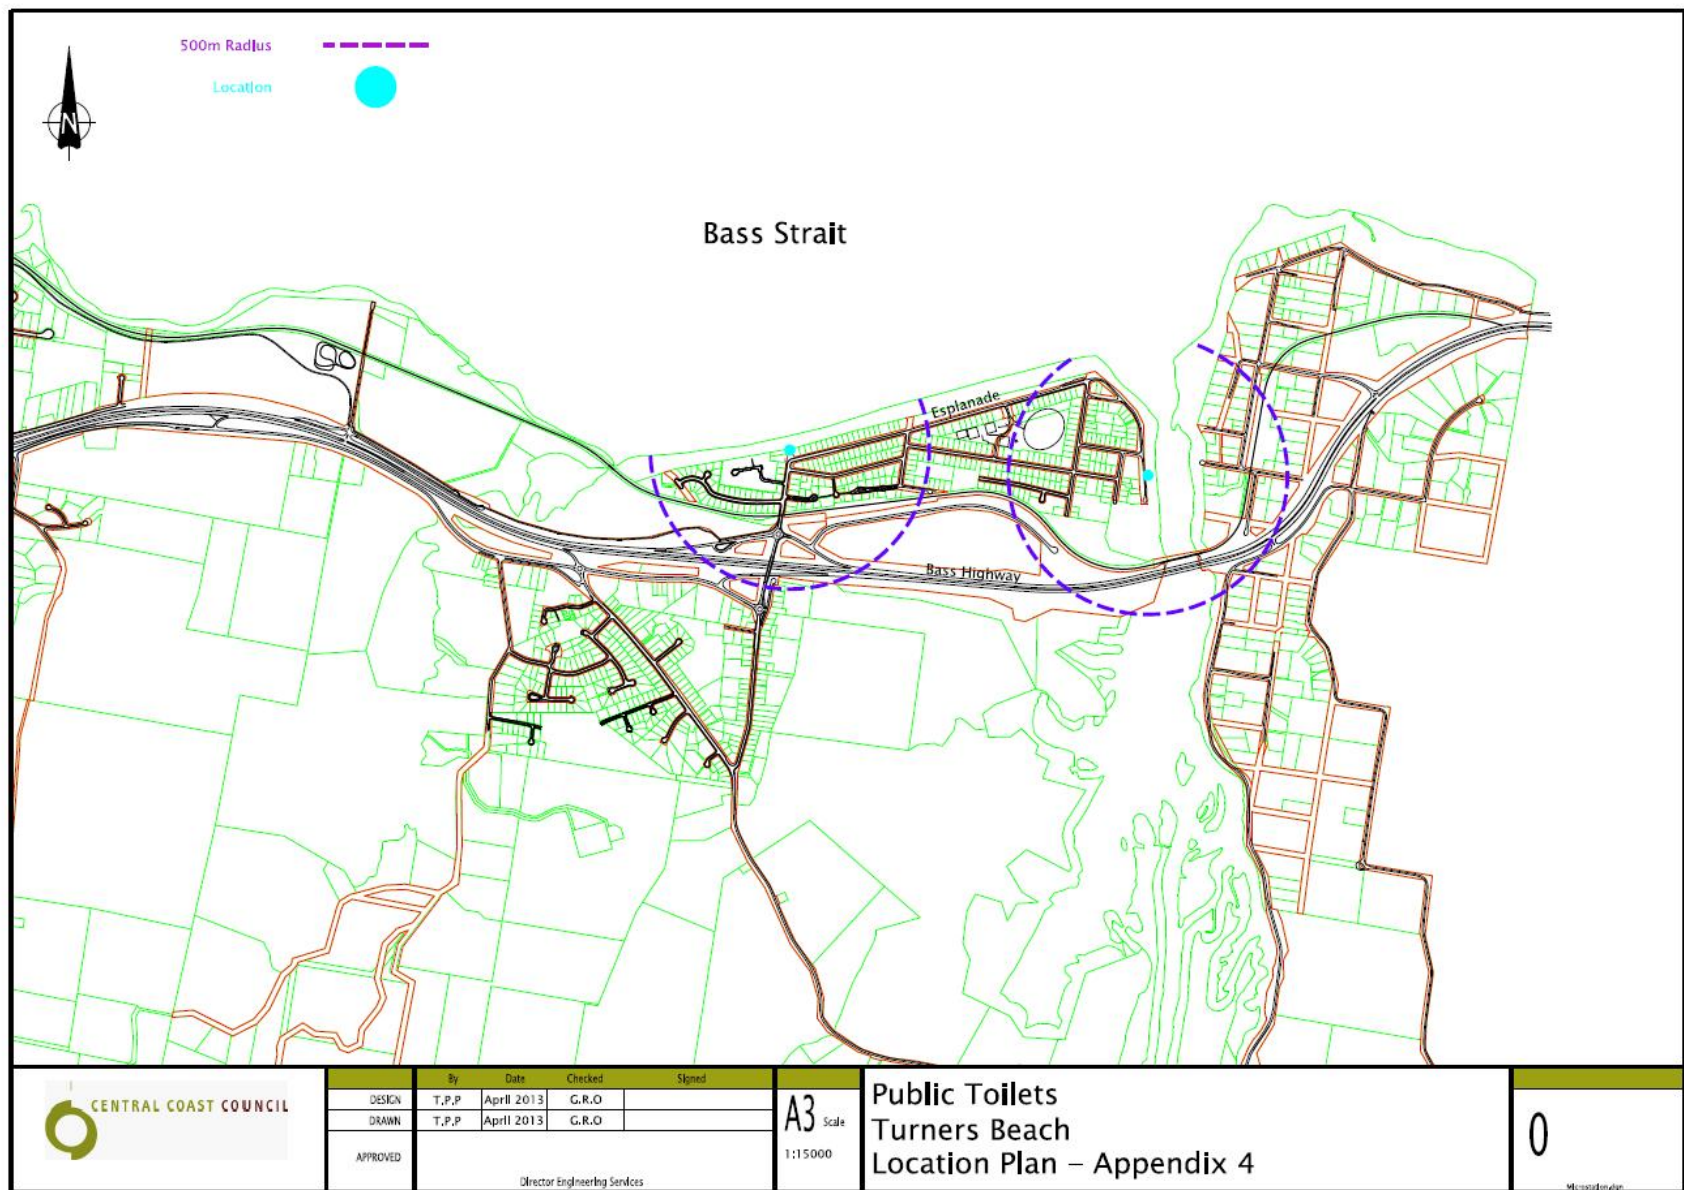 500m Radius
Location
N
Bass Strait
Esplanade
Bass Highway
CENTRAL COAST COUNCIL
By Date Checked Signed
DESIGN T.P.P April 2013 G.R.O
DRAWN T.P.P April 2013 G.R.O
APPROVED
Director Engineering Services
A3 Scale
1:15000
Public Toilets
Turners Beach
Location Plan – Appendix 4
0